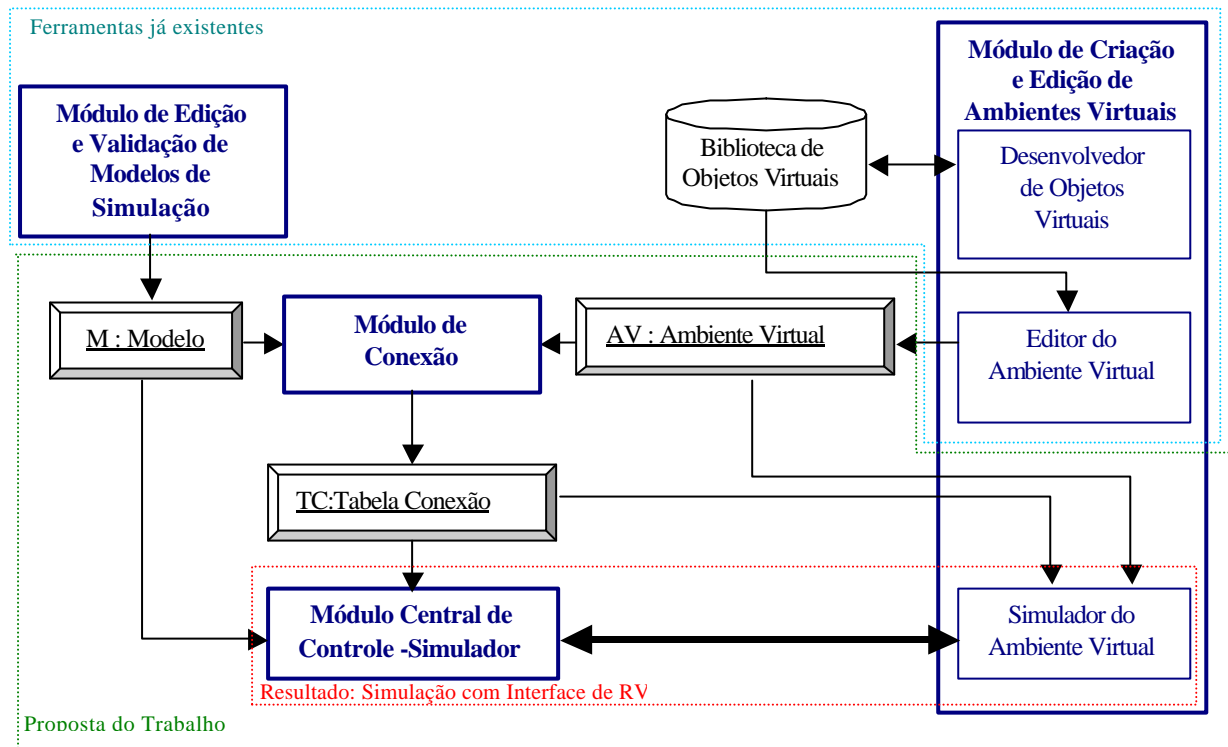 Ferramentas já existentes
Módulo de Criação
e Edição de
Ambientes Virtuais
Módulo de Edição
e Validação de
Modelos de
Simulação
Biblioteca de
Objetos Virtuais
Desenvolvedor
de Objetos
Virtuais
M : Modelo
Módulo de
Conexão
AV : Ambiente Virtual
Editor do
Ambiente Virtual
TC:Tabela Conexão
Módulo Central de
Controle -Simulador
Simulador do
Ambiente Virtual
Resultado: Simulação com Interface de RV
Proposta do Trabalho